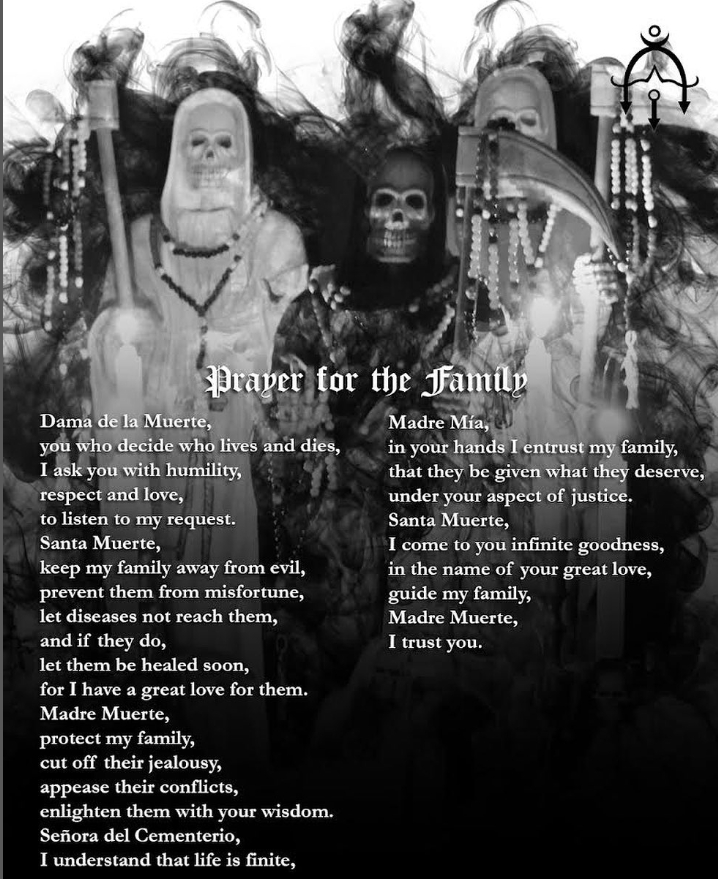 Prayer for the Family
Dama de la Muerte,
you who decide who lives and dies,
I ask you with humility,
respect and love,
to listen to my request.
Santa Muerte,
keep my family away from evil,
prevent them from misfortune,
let diseases not reach them,
and if they do,
let them be healed soon,
for I have a great love for them.
Madre Muerte,
protect my family,
cut off their jealousy,
appease their conflicts,
enlighten them with your wisdom.
Señora del Cementerio,
I understand that life is finite,
Madre Mía,
in your hands I entrust my family,
that they be given what they deserve,
under your aspect of justice.
Santa Muerte,
I come to you infinite goodness,
in the name of your great love,
guide my family,
Madre Muerte,
I trust you.